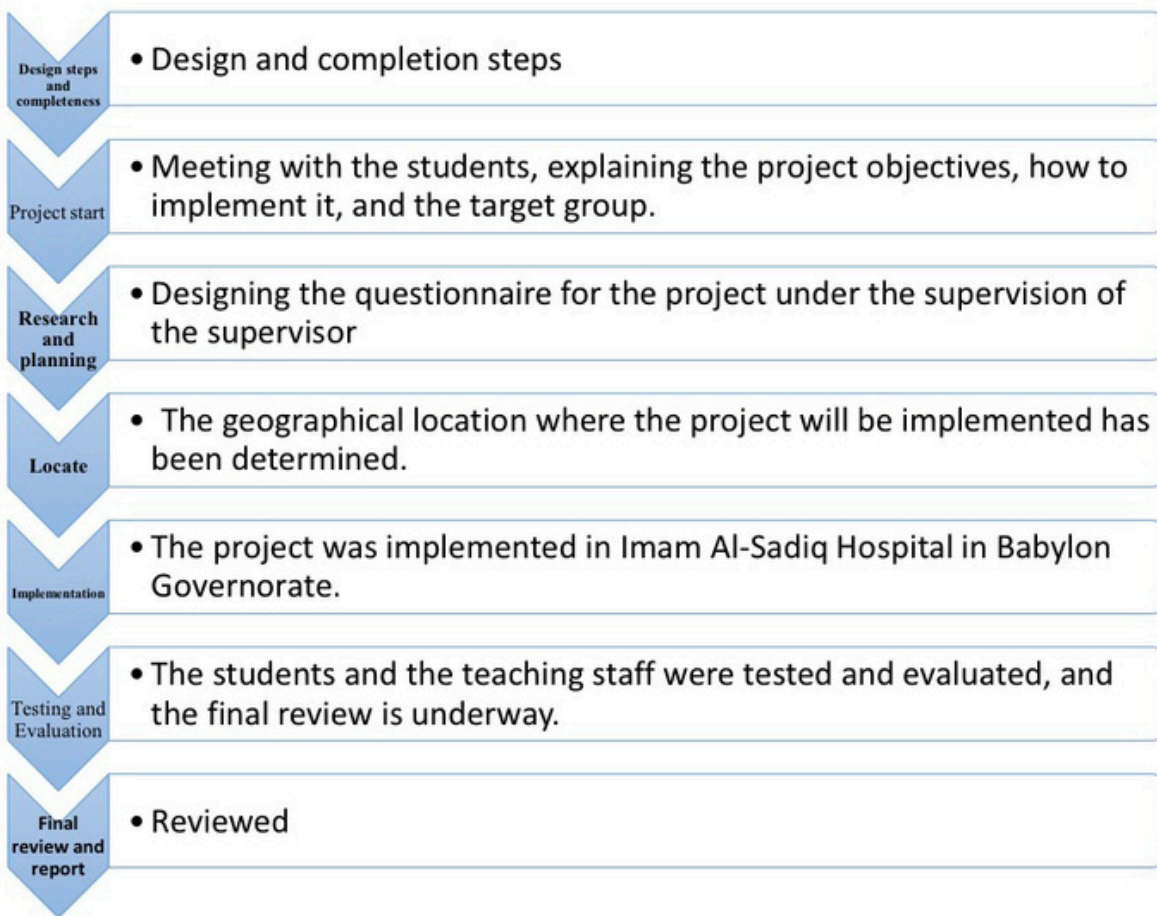 Design steps
and
completeness
• Design and completion steps
Project start
• Meeting with the students, explaining the project objectives, how to
implement it, and the target group.
Research
and
planning
• Designing the questionnaire for the project under the supervision of
the supervisor
Locate
• The geographical location where the project will be implemented has
been determined.
Implementation
• The project was implemented in Imam Al-Sadiq Hospital in Babylon
Governorate.
Testing and
Evaluation
• The students and the teaching staff were tested and evaluated, and
the final review is underway.
Final
review and
report
• Reviewed